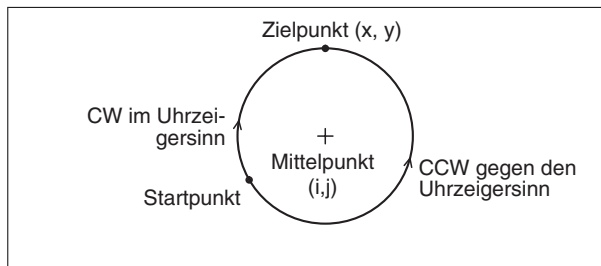 Zielpunkt (x, y)
CW im Uhrzei-
gersinn
Mittelpunkt
(i,j)
CCW gegen den
Uhrzeigersinn
Startpunkt